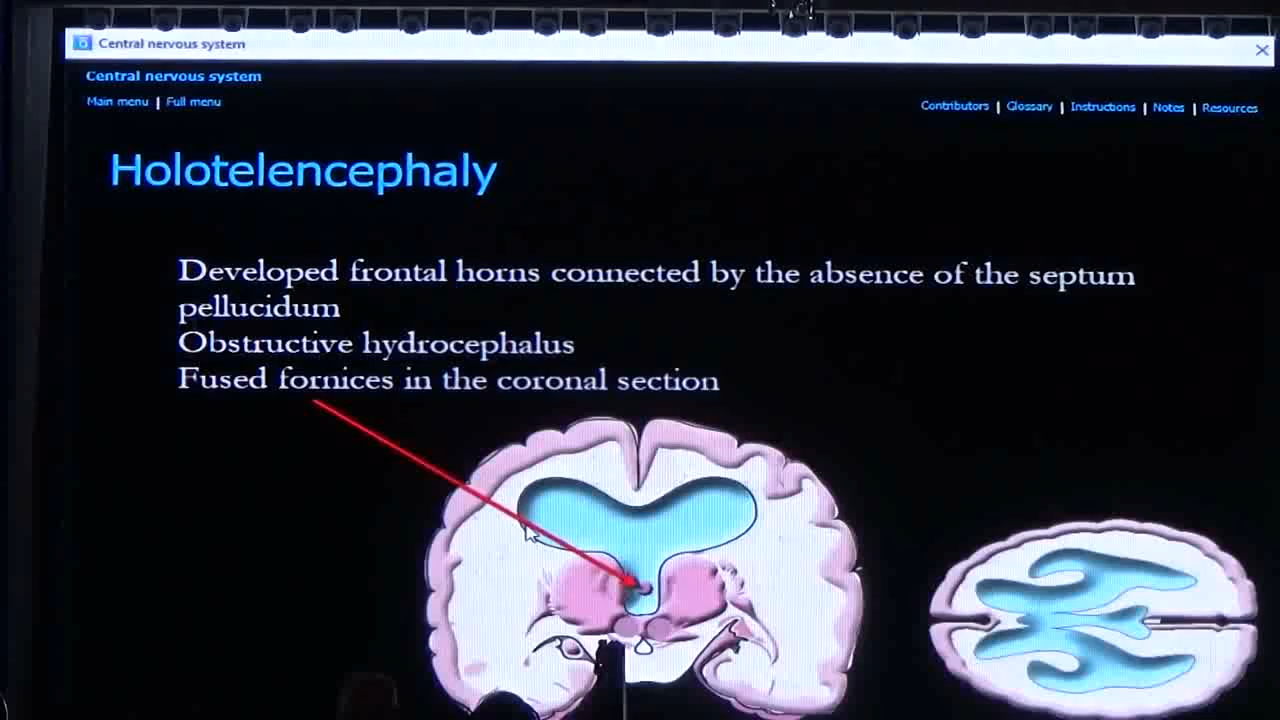 Central nervous system
Central nervous system
Main menu | Full menu
Contributors | Glossary | Instructions | Notes | Resources
Holotelencephaly
Developed frontal horns connected by the absence of the septum
pellucidum
Obstructive hydrocephalus
Fused fornices in the coronal section